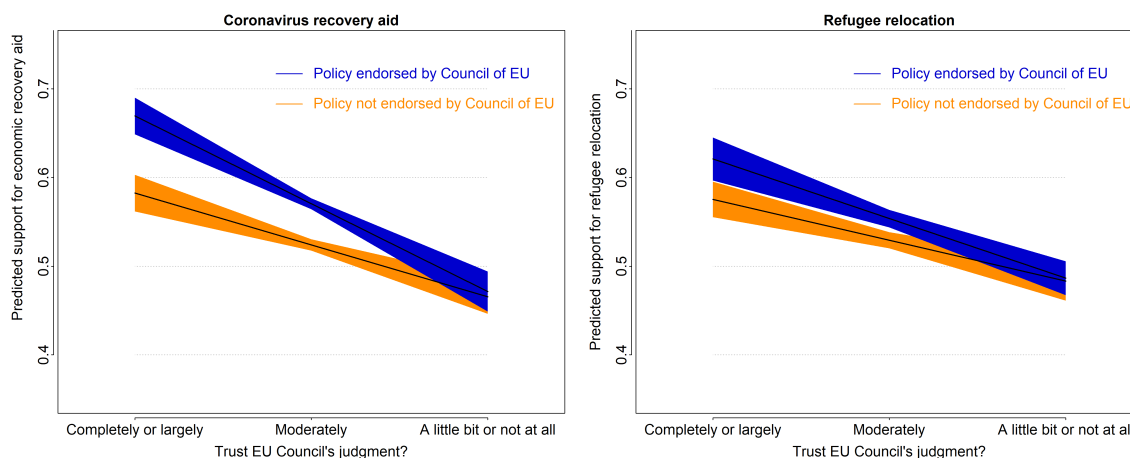 Coronavirus recovery aid
Predicted support for economic recovery aid
0.7
0.6
0.5
0.4
Policy endorsed by Council of EU
Policy not endorsed by Council of EU
Completely or largely
Moderately
A little bit or not at all
Trust EU Council's judgment?
Refugee relocation
Predicted support for refugee relocation
0.7
0.6
0.5
0.4
Policy endorsed by Council of EU
Policy not endorsed by Council of EU
Completely or largely
Moderately
A little bit or not at all
Trust EU Council's judgment?